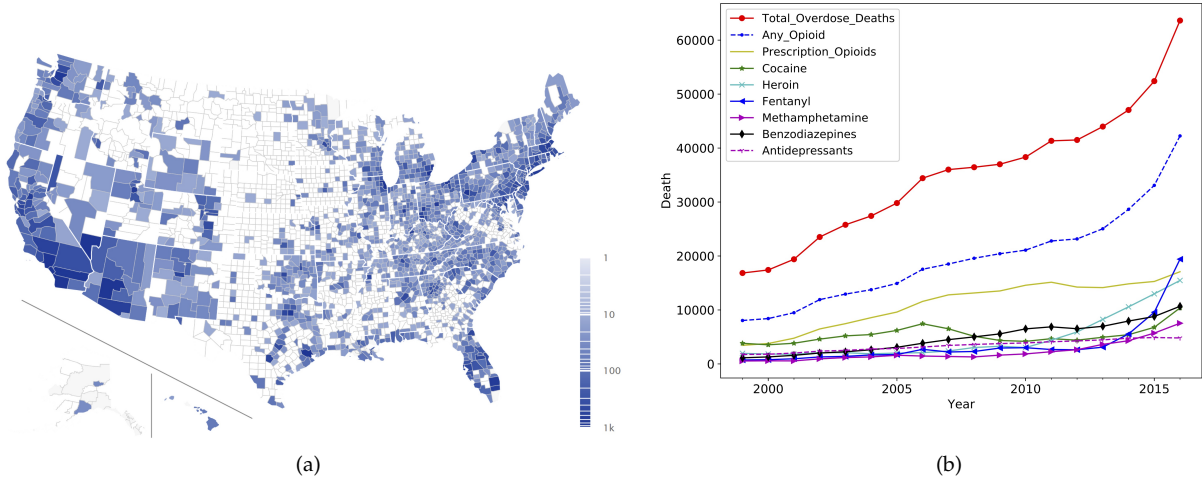 1
10
100
1k
(a)
Total_Overdose_Deaths
Any_Opioid
Prescription_Opioids
Cocaine
Heroin
Fentanyl
Methamphetamine
Benzodiazepines
Antidepressants
60000
50000
40000
30000
20000
10000
0
Death
2000 2005 2010 2015
Year
(b)